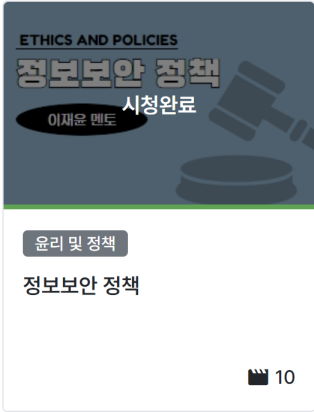 ETHICS AND POLICIES
정보보안 정책
시청완료
이재윤 멘토
윤리 및 정책
정보보안 정책
10